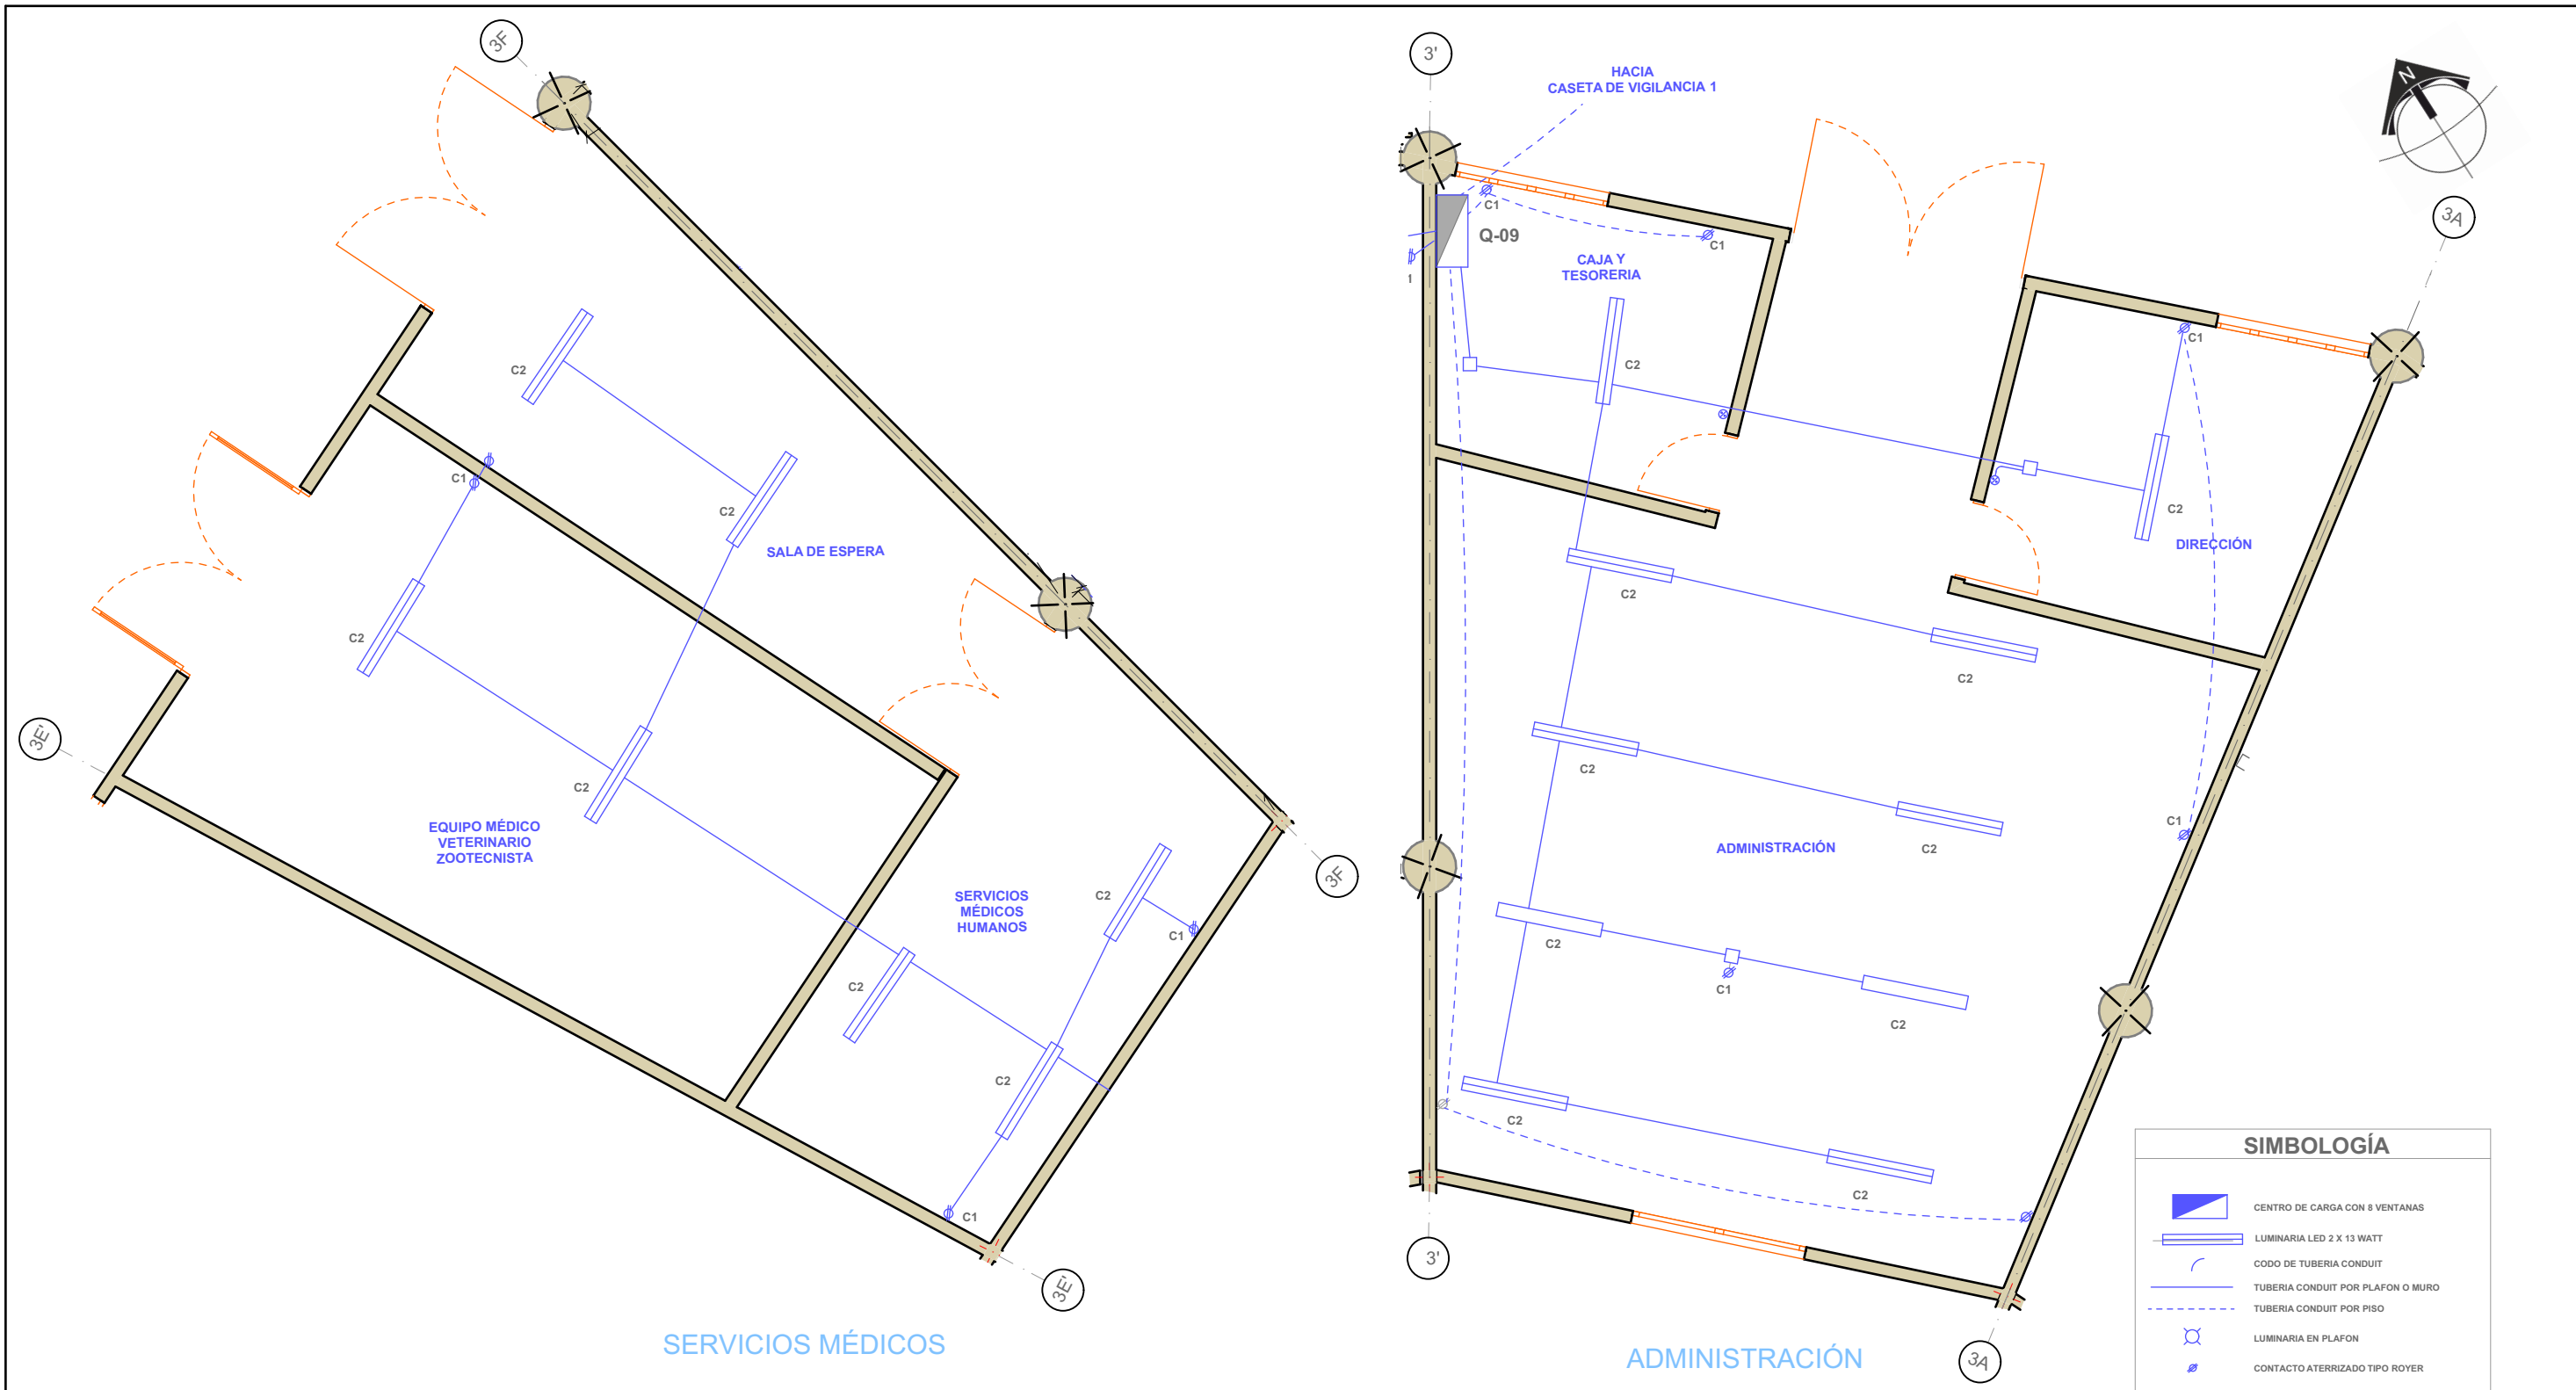 3F
3'
HACIA
CASETA DE VIGILANCIA 1
N
3A
C1
Q-09
C1
1
CAJA Y
TESORERIA
C1
C2
C2
C2
C2
DIRECCIÓN
C1
C2
SALA DE ESPERA
C2
C2
C2
3E'
C2
C2
C2
C1
EQUIPO MÉDICO
VETERINARIO
ZOOTECNISTA
ADMINISTRACIÓN
3F
SERVICIOS
MÉDICOS
HUMANOS
C2
C1
C2
C2
C1
C2
C2
C2
C2
C1
3'
3E'
3A
SERVICIOS MÉDICOS
ADMINISTRACIÓN
SIMBOLOGÍA
CENTRO DE CARGA CON 8 VENTANAS
LUMINARIA LED 2 X 13 WATT
CODO DE TUBERIA CONDUIT
TUBERIA CONDUIT POR PLAFON O MURO
TUBERIA CONDUIT POR PISO
LUMINARIA EN PLAFON
CONTACTO ATERRIZADO TIPO ROYER